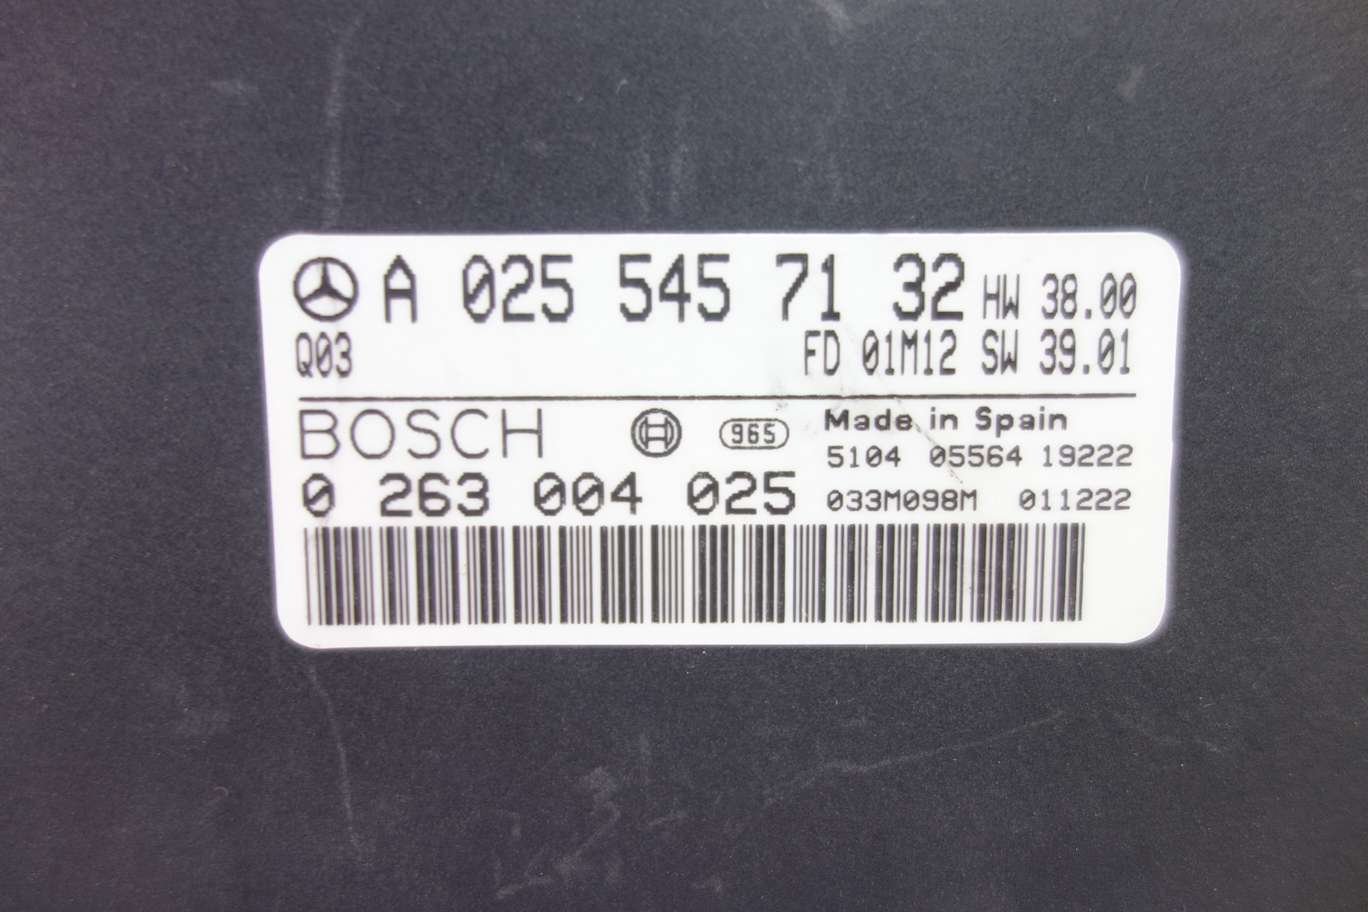 A 025 545 71 32 HW 38.00
Q03 FD 01M12 SW 39.01
BOSCH 965 Made in Spain
5104 05564 19222
0 263 004 025 033M098M 011222